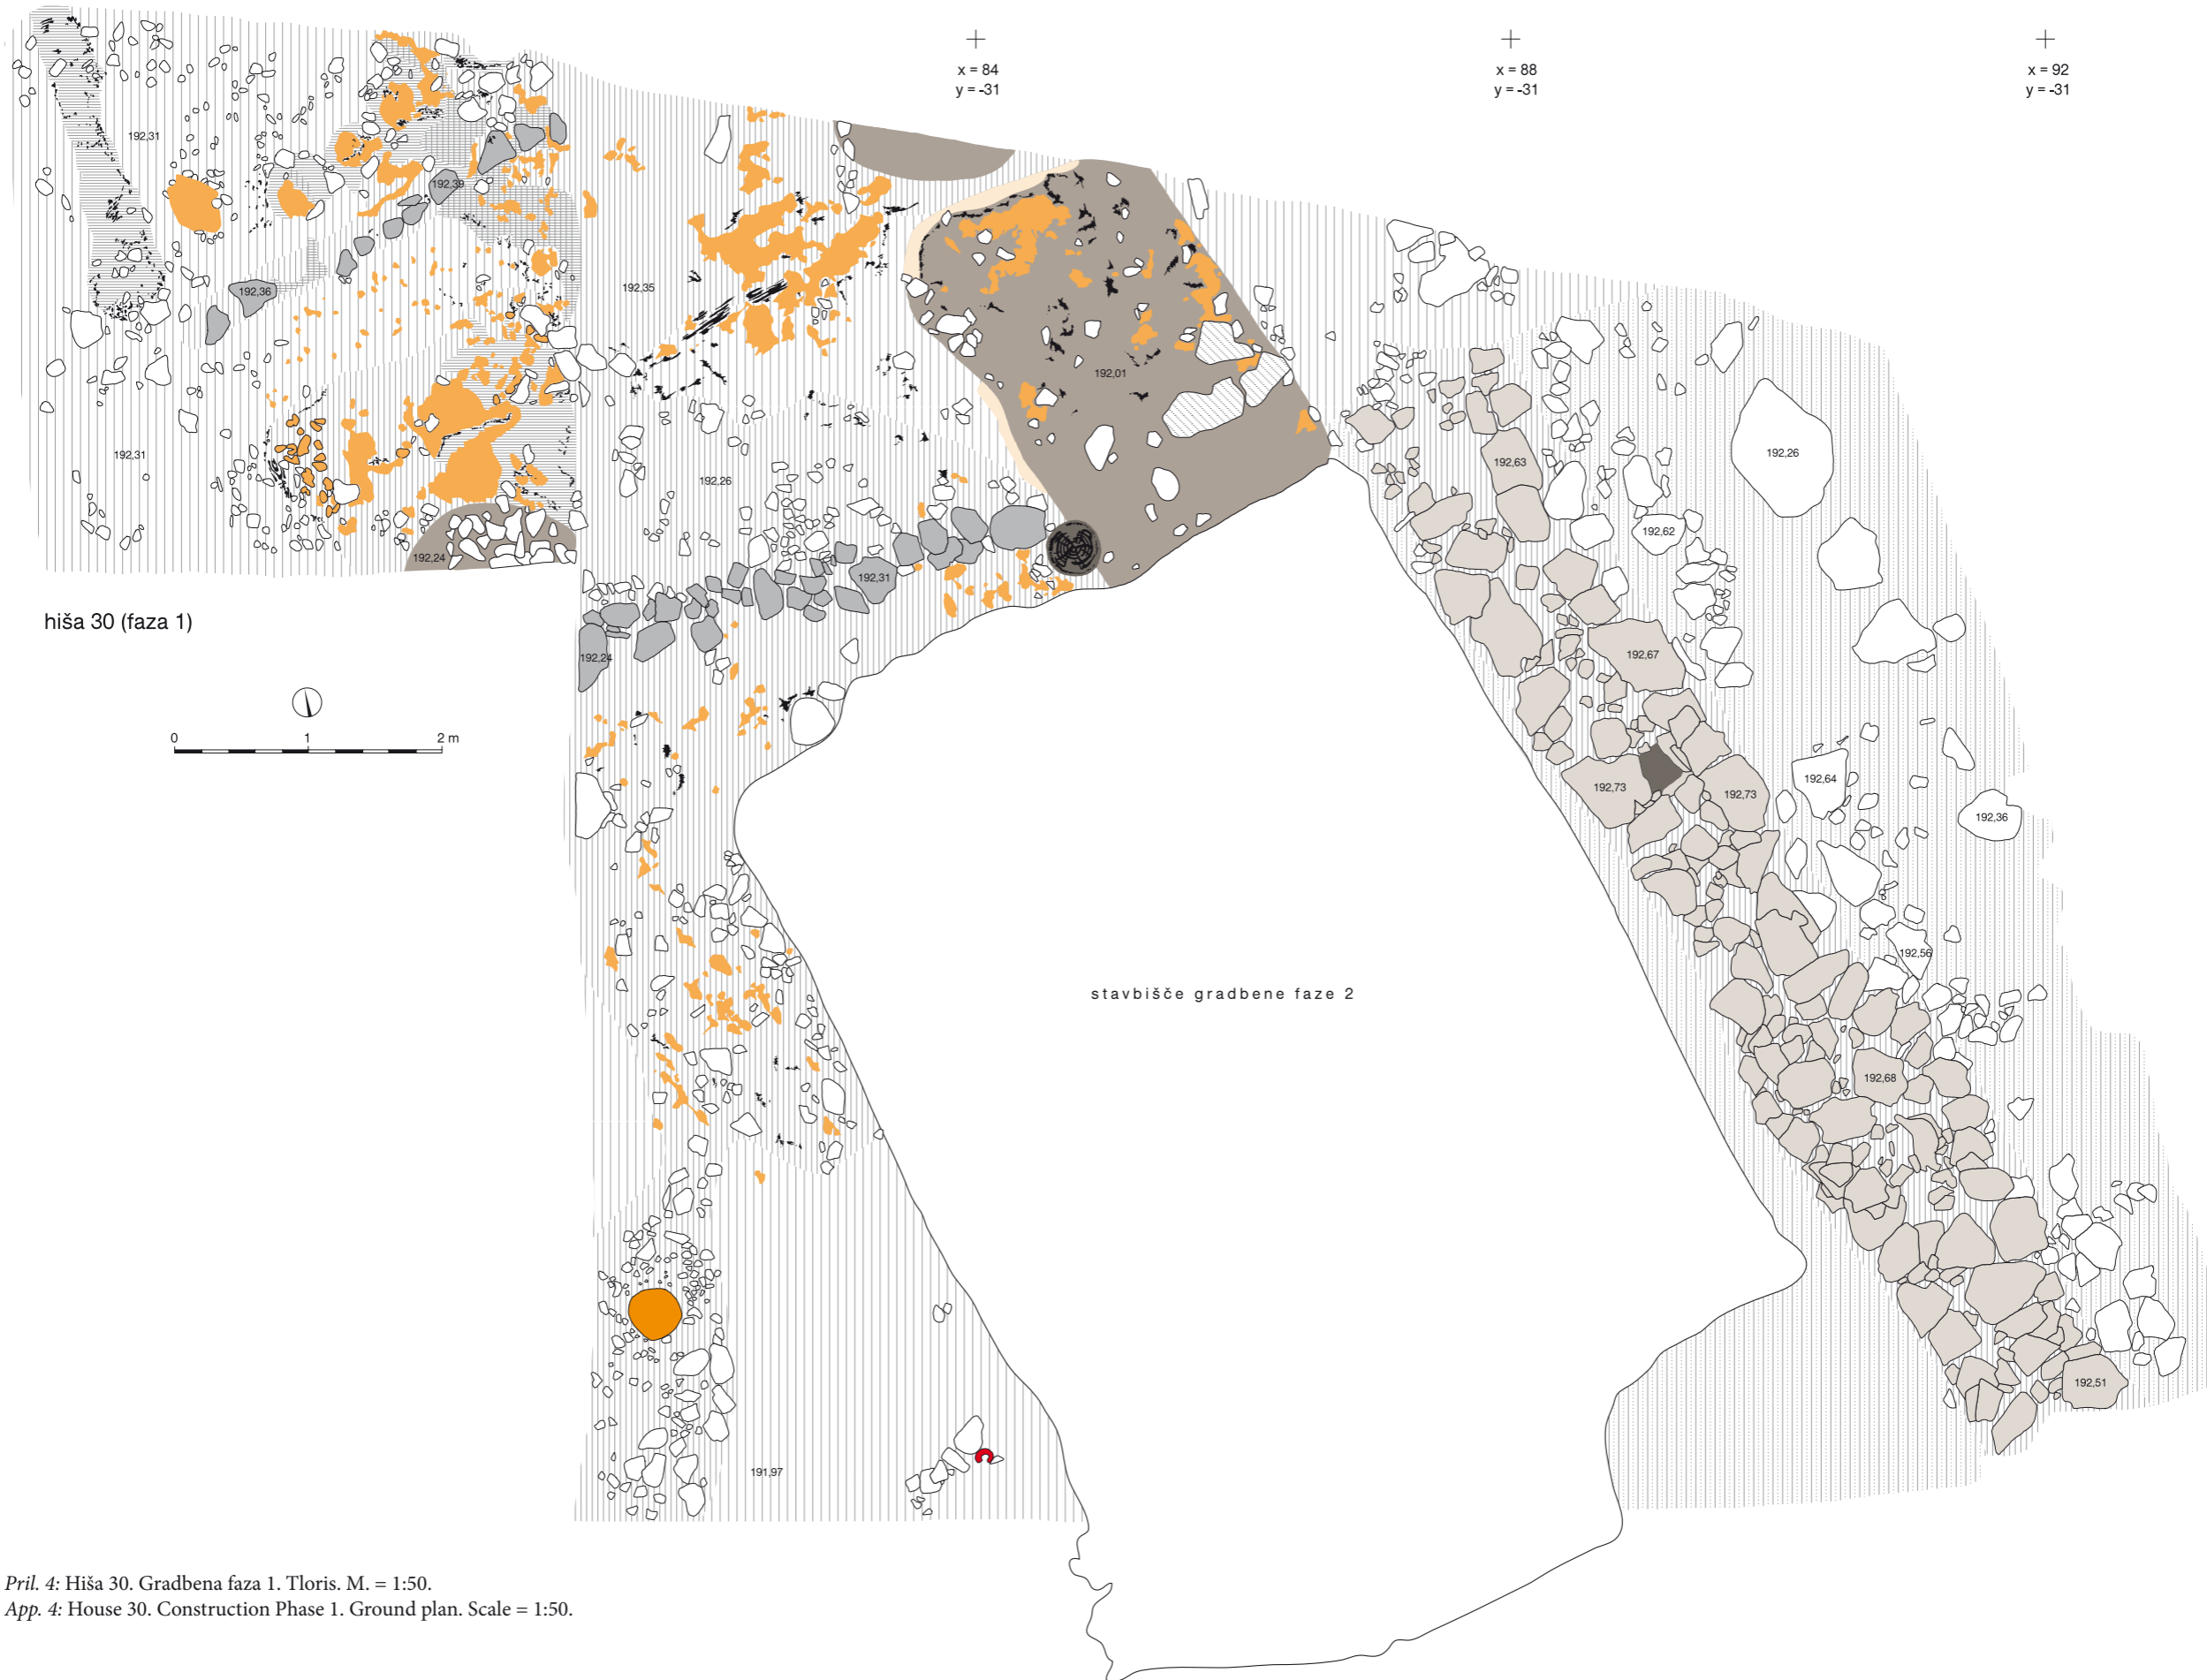 x = 84
y = -31
x = 88
y = -31
x = 92
y = -31
192,31
192,39
192,36
192,35
192,01
192,31
192,26
192,63
192,26
192,62
192,24
192,31
hiša 30 (faza 1)
192,24
192,67
0 1 2 m
192,73
192,73
192,64
192,36
192,56
stavbišče gradbene faze 2
192,68
192,51
191,97
Pril. 4: Hiša 30. Gradbena faza 1. Tloris. M. = 1:50.
App. 4: House 30. Construction Phase 1. Ground plan. Scale = 1:50.